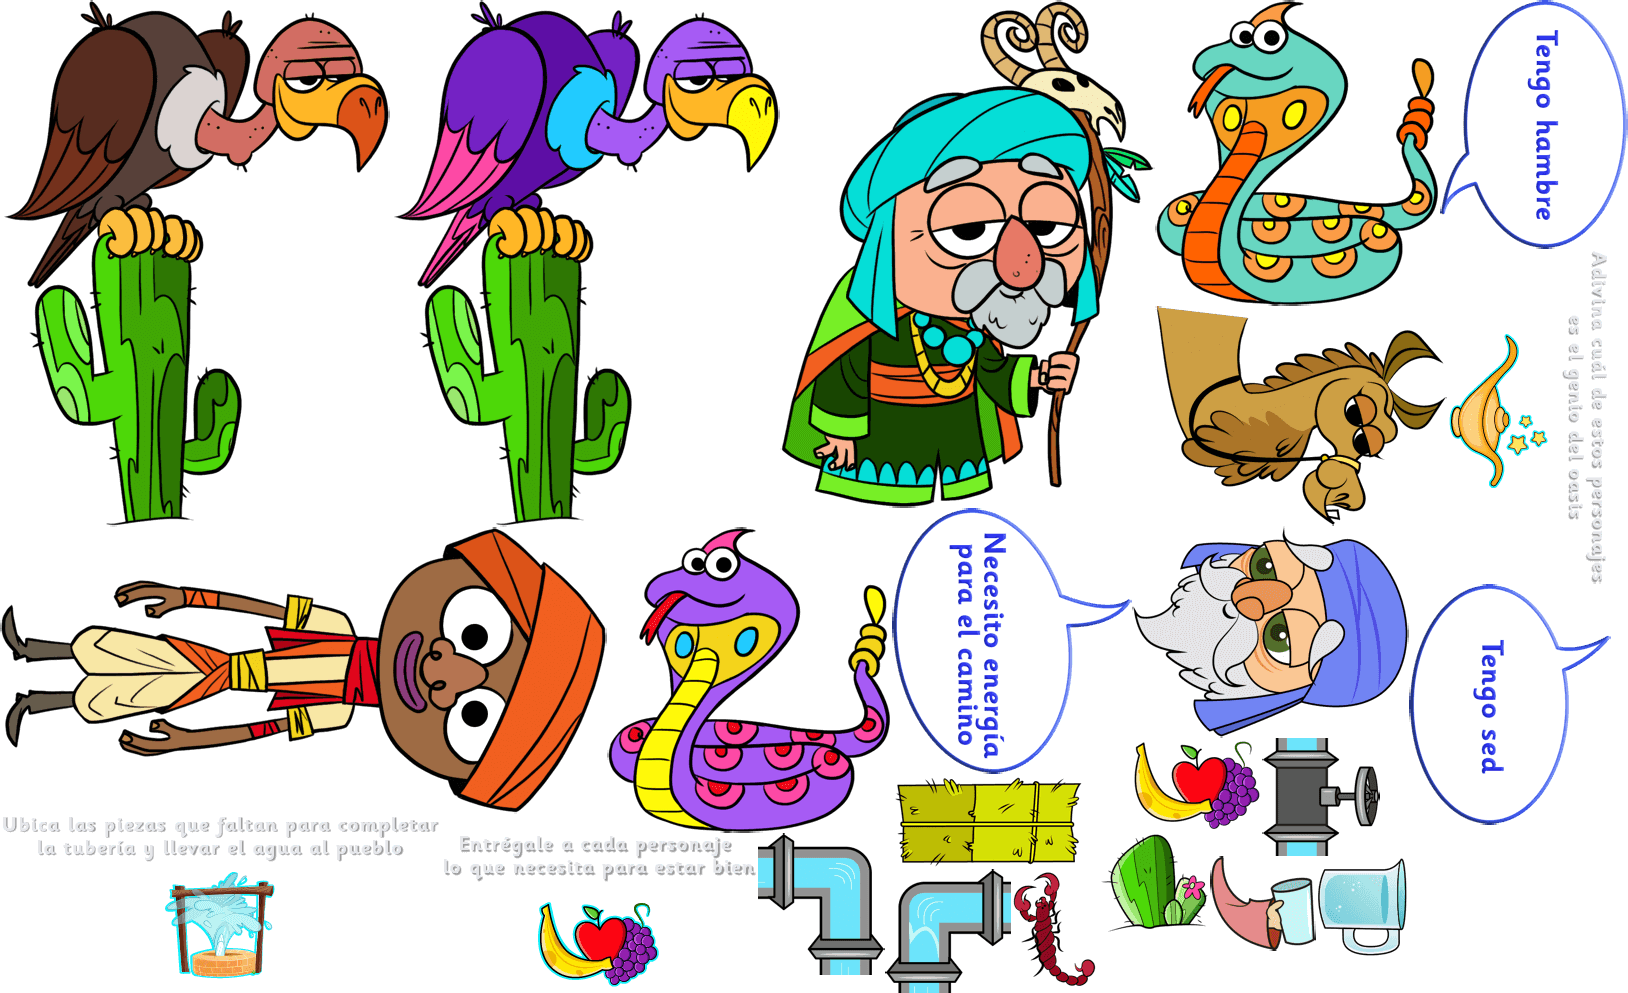 Tengo hambre
Adivina cuál de estos personajes
es el genio del oasis
Necesito energía
para el camino
Tengo sed
Ubica las piezas que faltan para completar
la tubería y llevar el agua al pueblo
Entrégale a cada personaje
lo que necesita para estar bien